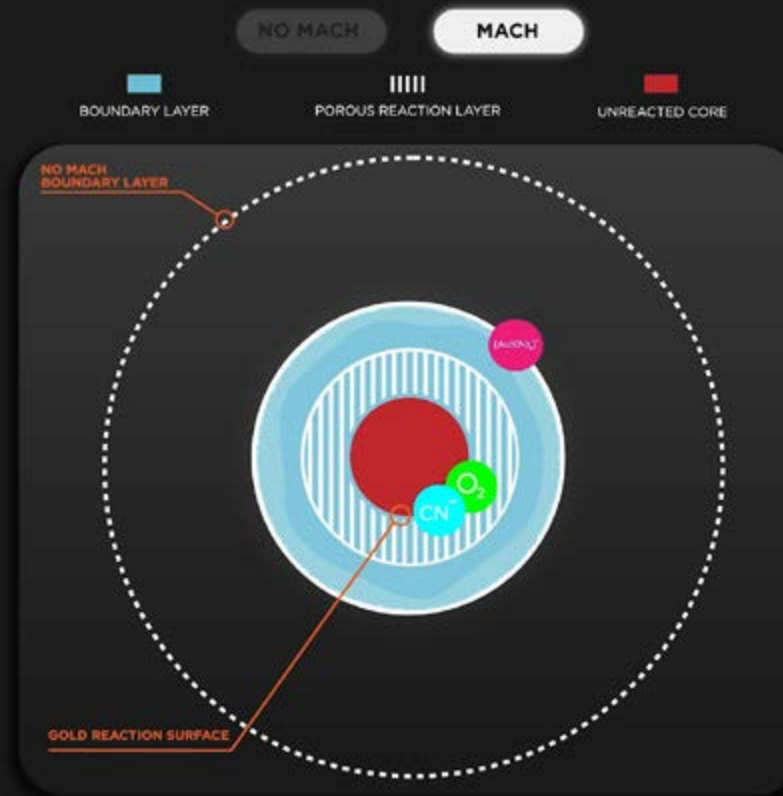 NO MACH
MACH
BOUNDARY LAYER
POROUS REACTION LAYER
UNREACTED CORE
NO MACH
BOUNDARY LAYER
O₂
CN⁻
GOLD REACTION SURFACE